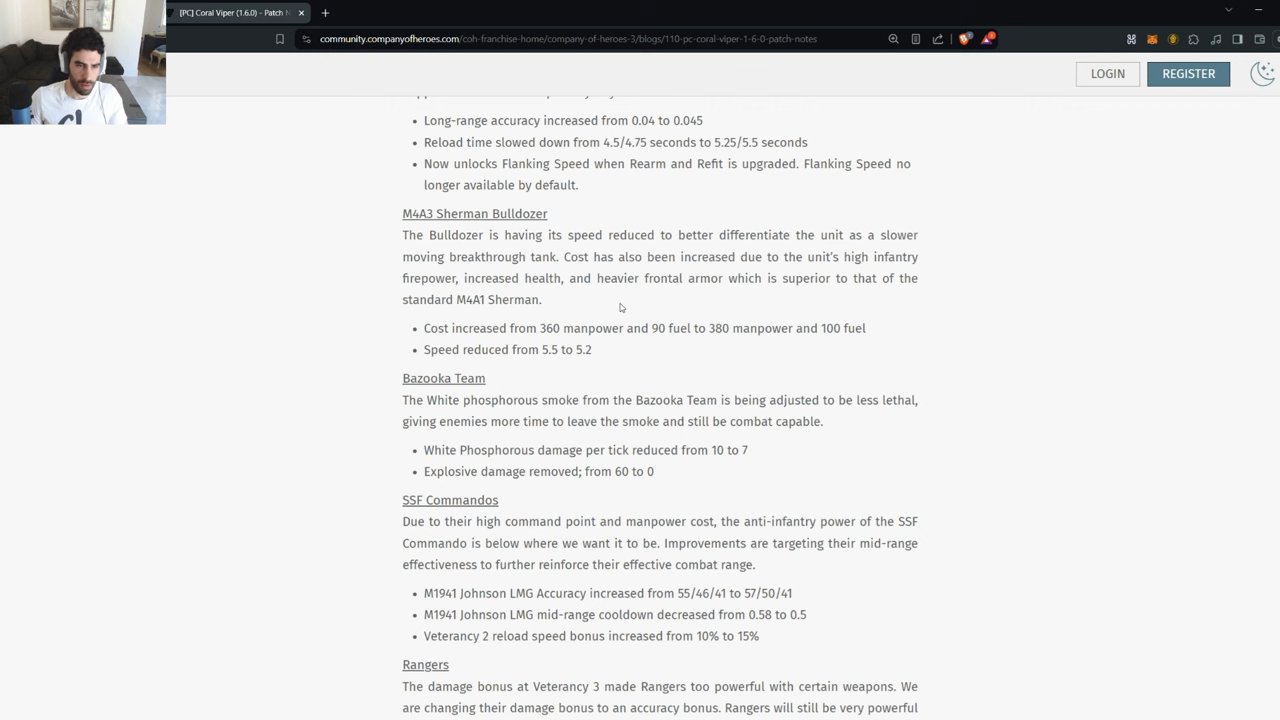 [PC] Coral Viper (1.6.0) - Patch N
community.companyofheroes.com/coh-franchise-home/company-of-heroes-3/blogs/110-pc-coral-viper-1-6-0-patch-notes
LOGIN
REGISTER
Long-range accuracy increased from 0.04 to 0.045
Reload time slowed down from 4.5/4.75 seconds to 5.25/5.5 seconds
Now unlocks Flanking Speed when Rearm and Refit is upgraded. Flanking Speed no
longer available by default.
M4A3 Sherman Bulldozer
The Bulldozer is having its speed reduced to better differentiate the unit as a slower
moving breakthrough tank. Cost has also been increased due to the unit's high infantry
firepower, increased health, and heavier frontal armor which is superior to that of the
standard M4A1 Sherman.
Cost increased from 360 manpower and 90 fuel to 380 manpower and 100 fuel
Speed reduced from 5.5 to 5.2
Bazooka Team
The White phosphorous smoke from the Bazooka Team is being adjusted to be less lethal,
giving enemies more time to leave the smoke and still be combat capable.
White Phosphorous damage per tick reduced from 10 to 7
Explosive damage removed; from 60 to 0
SSF Commandos
Due to their high command point and manpower cost, the anti-infantry power of the SSF
Commando is below where we want it to be. Improvements are targeting their mid-range
effectiveness to further reinforce their effective combat range.
M1941 Johnson LMG Accuracy increased from 55/46/41 to 57/50/41
M1941 Johnson LMG mid-range cooldown decreased from 0.58 to 0.5
Veterancy 2 reload speed bonus increased from 10% to 15%
Rangers
The damage bonus at Veterancy 3 made Rangers too powerful with certain weapons. We
are changing their damage bonus to an accuracy bonus. Rangers will still be very powerful